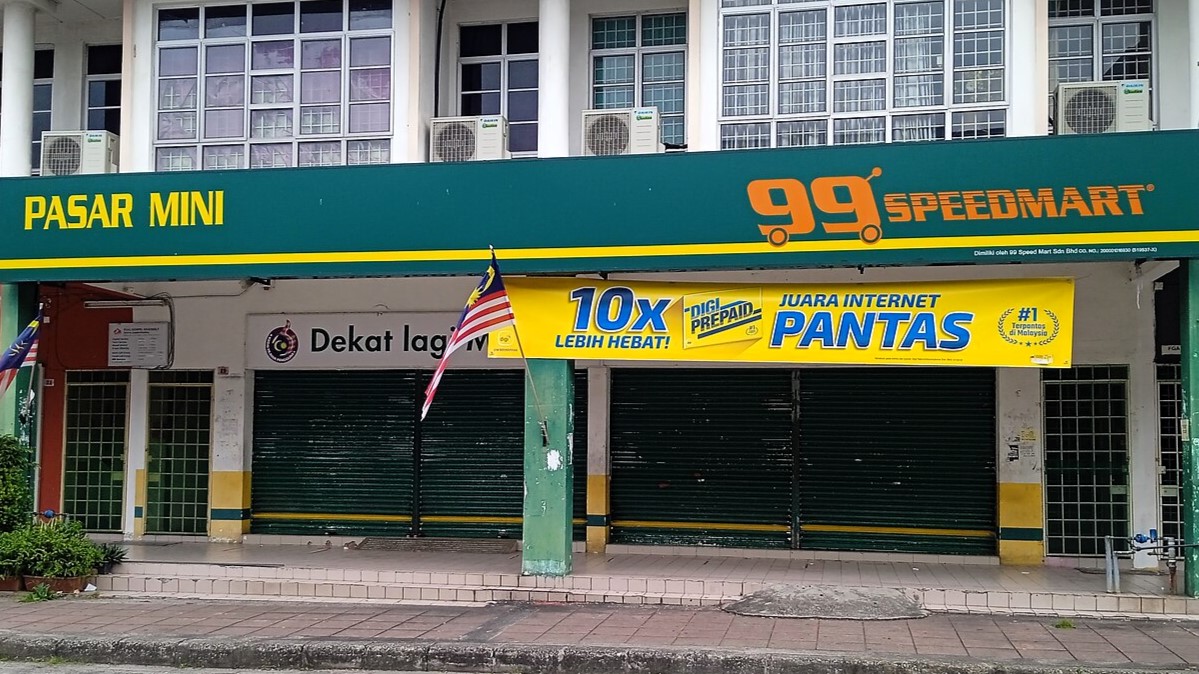 PASAR MINI
99 SPEEDMART
Dimiliki oleh 99 Speed Mart Sdn Bhd
Dekat lagi
10x
LEBIH HEBAT!
DIGI
PREPAID
JUARA INTERNET
PANTAS
#1
Terpantas
di Malaysia